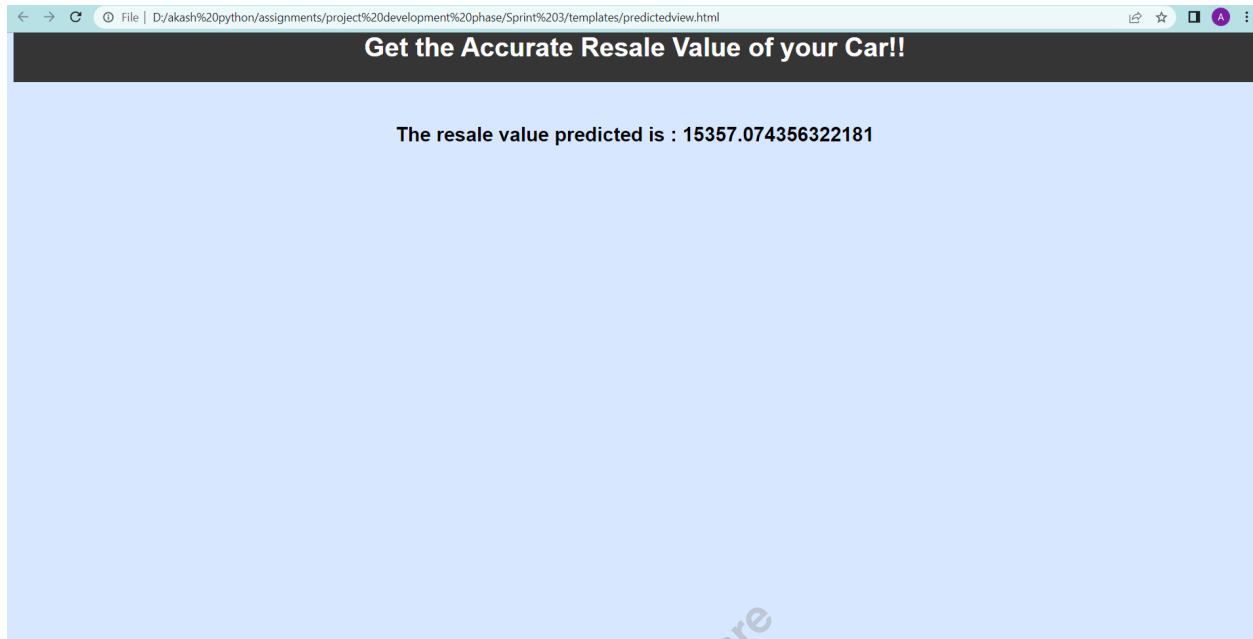 File | D:/akash%20python/assignments/project%20development%20phase/Sprint%203/templates/predictedview.html
A
Get the Accurate Resale Value of your Car!!
The resale value predicted is : 15357.074356322181